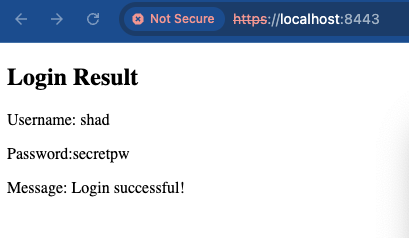 Not Secure https://localhost:8443
Login Result
Username: shad
Password:secretpw
Message: Login successful!